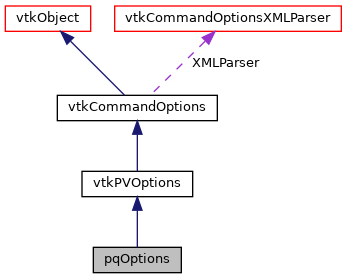 vtkObject
vtkCommandOptionsXMLParser
XMLParser
vtkCommandOptions
vtkPVOptions
pqOptions